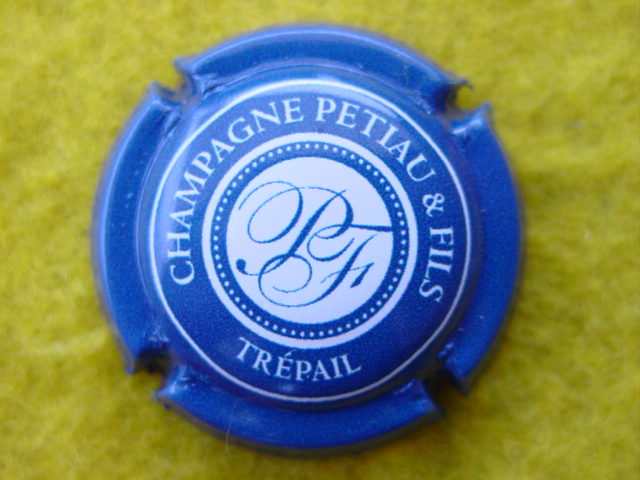 CHAMPAGNE PETIAU & FILS
PF
TRÉPAIL